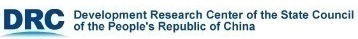 DRC Development Research Center of the State Council
of the People's Republic of China